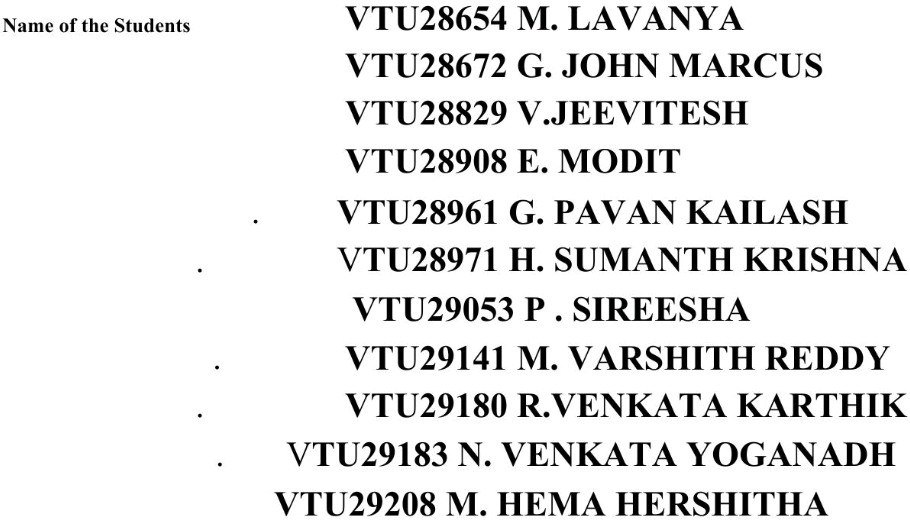 Name of the Students VTU28654 M. LAVANYA
VTU28672 G. JOHN MARCUS
VTU28829 V.JEEVITESH
VTU28908 E. MODIT
. VTU28961 G. PAVAN KAILASH
. VTU28971 H. SUMANTH KRISHNA
VTU29053 P . SIREESHA
. VTU29141 M. VARSHITH REDDY
. VTU29180 R.VENKATA KARTHIK
. VTU29183 N. VENKATA YOGANADH
VTU29208 M. HEMA HERSHITHA